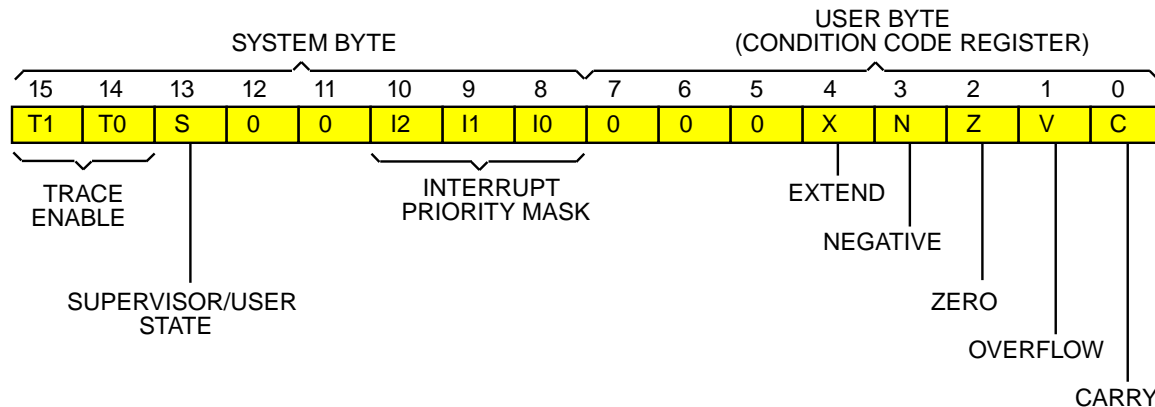 USER BYTE
SYSTEM BYTE (CONDITION CODE REGISTER)
15 14 13 12 11 10 9 8 7 6 5 4 3 2 1 0
T1 T0 S 0 0 I2 I1 I0 0 0 0 X N Z V C
TRACE
ENABLE
INTERRUPT
PRIORITY MASK
EXTEND
NEGATIVE
SUPERVISOR/USER
STATE
ZERO
OVERFLOW
CARRY